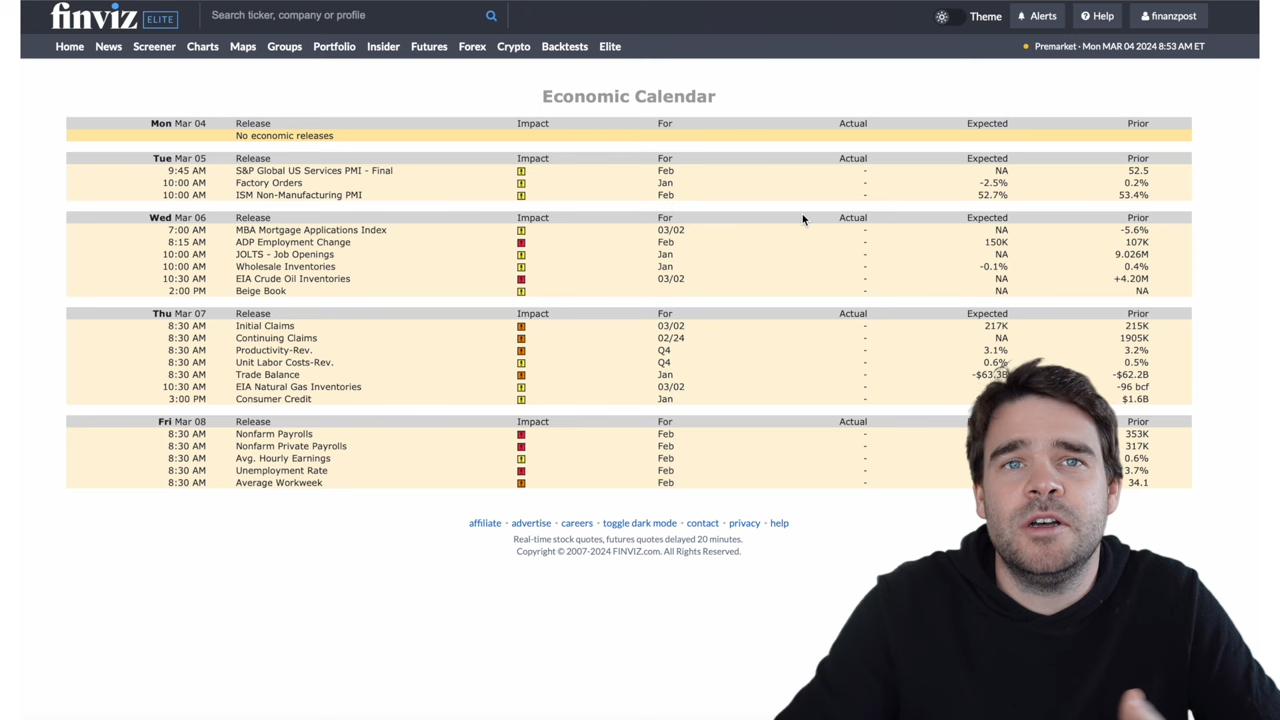 finviz ELITE Search ticker, company or profile Theme Alerts Help finanzpost
Home News Screener Charts Maps Groups Portfolio Insider Futures Forex Crypto Backtests Elite Premarket · Mon MAR 04 2024 8:53 AM ET
Economic Calendar
Mon Mar 04 Release Impact For Actual Expected Prior
No economic releases
Tue Mar 05 Release Impact For Actual Expected Prior
9:45 AM S&P Global US Services PMI - Final Feb - NA 52.5
10:00 AM Factory Orders Jan - -2.5% 0.2%
10:00 AM ISM Non-Manufacturing PMI Feb - 52.7% 53.4%
Wed Mar 06 Release Impact For Actual Expected Prior
7:00 AM MBA Mortgage Applications Index 03/02 - NA -5.6%
8:15 AM ADP Employment Change Feb - 150K 107K
10:00 AM JOLTS - Job Openings Jan - NA 9.026M
10:00 AM Wholesale Inventories Jan - -0.1% 0.4%
10:30 AM EIA Crude Oil Inventories 03/02 - NA +4.20M
2:00 PM Beige Book - NA NA
Thu Mar 07 Release Impact For Actual Expected Prior
8:30 AM Initial Claims 03/02 - 217K 215K
8:30 AM Continuing Claims 02/24 - NA 1905K
8:30 AM Productivity-Rev. Q4 - 3.1% 3.2%
8:30 AM Unit Labor Costs-Rev. Q4 - 0.6% 0.5%
8:30 AM Trade Balance Jan - -$63.3B -$62.2B
10:30 AM EIA Natural Gas Inventories 03/02 - -96 bcf
3:00 PM Consumer Credit Jan - $1.6B
Fri Mar 08 Release Impact For Actual Prior
8:30 AM Nonfarm Payrolls Feb - 353K
8:30 AM Nonfarm Private Payrolls Feb - 317K
8:30 AM Avg. Hourly Earnings Feb - 0.6%
8:30 AM Unemployment Rate Feb - 3.7%
8:30 AM Average Workweek Feb - 34.1
affiliate · advertise · careers · toggle dark mode · contact · privacy · help
Real-time stock quotes, futures quotes delayed 20 minutes.
Copyright © 2007-2024 FINVIZ.com. All Rights Reserved.